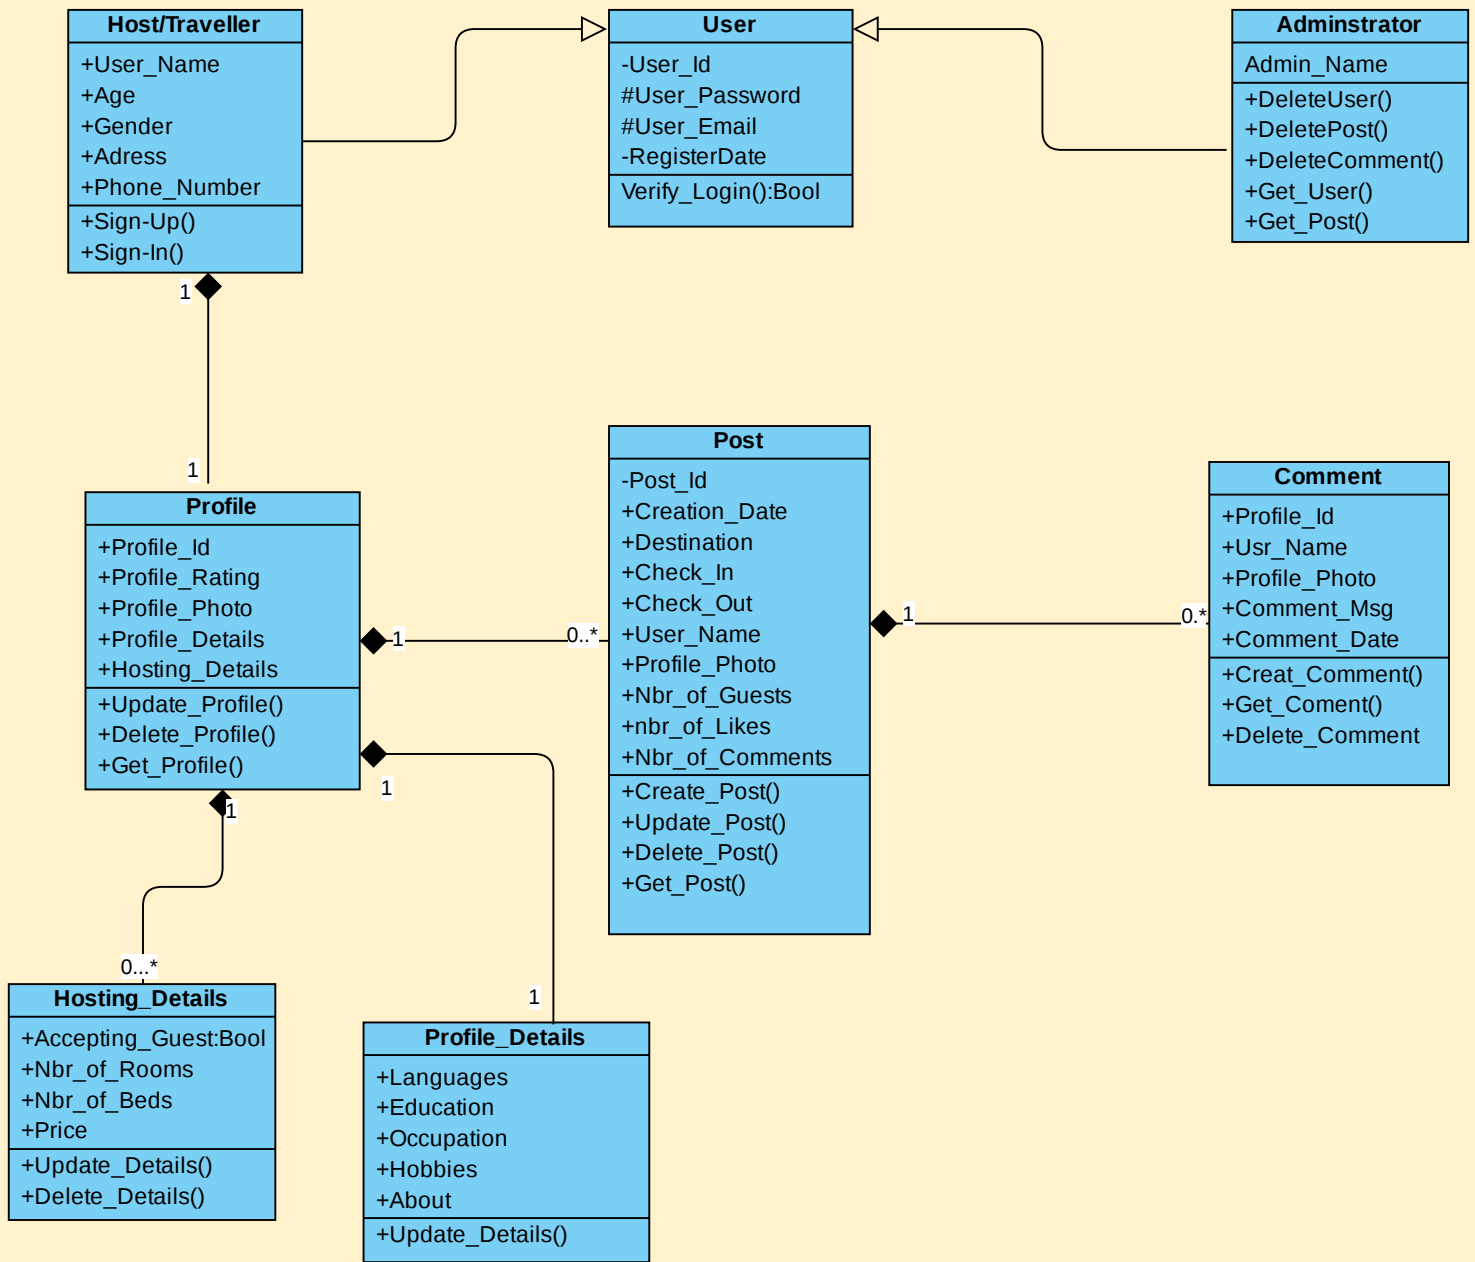 Host/Traveller
+User_Name
+Age
+Gender
+Adress
+Phone_Number
+Sign-Up()
+Sign-In()
User
-User_Id
#User_Password
#User_Email
-RegisterDate
Verify_Login():Bool
Adminstrator
Admin_Name
+DeleteUser()
+DeletePost()
+DeleteComment()
+Get_User()
+Get_Post()
1
1
Profile
+Profile_Id
+Profile_Rating
+Profile_Photo
+Profile_Details
+Hosting_Details
+Update_Profile()
+Delete_Profile()
+Get_Profile()
1
0..*
Post
-Post_Id
+Creation_Date
+Destination
+Check_In
+Check_Out
+User_Name
+Profile_Photo
+Nbr_of_Guests
+nbr_of_Likes
+Nbr_of_Comments
+Create_Post()
+Update_Post()
+Delete_Post()
+Get_Post()
1
0.*
Comment
+Profile_Id
+Usr_Name
+Profile_Photo
+Comment_Msg
+Comment_Date
+Creat_Comment()
+Get_Coment()
+Delete_Comment
1
0...*
Hosting_Details
+Accepting_Guest:Bool
+Nbr_of_Rooms
+Nbr_of_Beds
+Price
+Update_Details()
+Delete_Details()
1
1
Profile_Details
+Languages
+Education
+Occupation
+Hobbies
+About
+Update_Details()